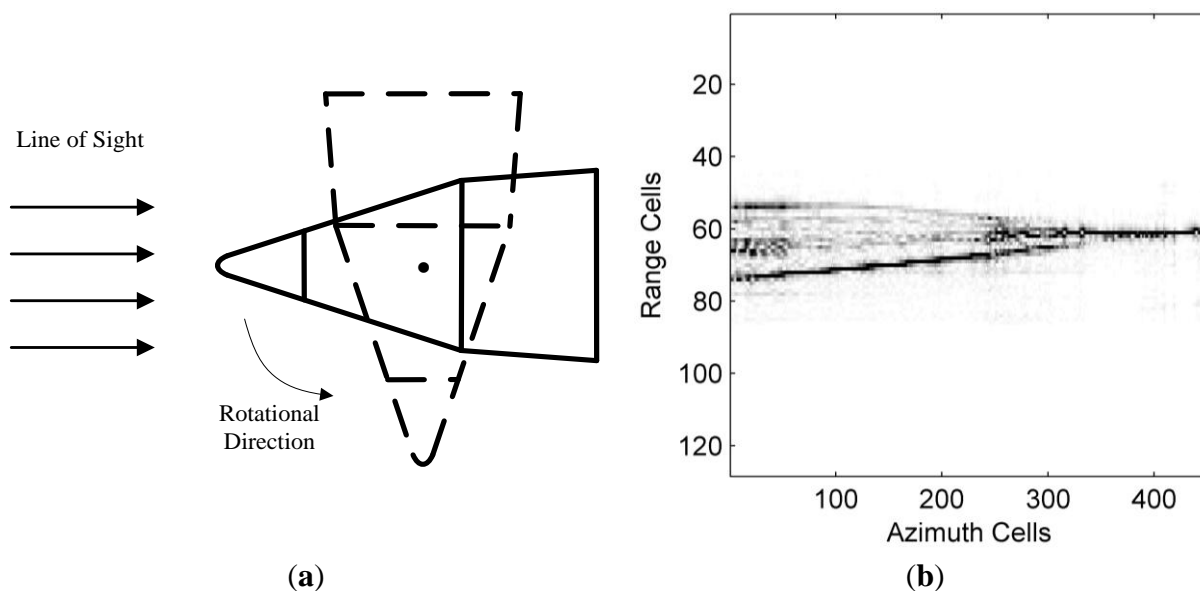 Line of Sight
Rotational
Direction
(a)
Range Cells
20
40
60
80
100
120
100
200
300
400
Azimuth Cells
(b)